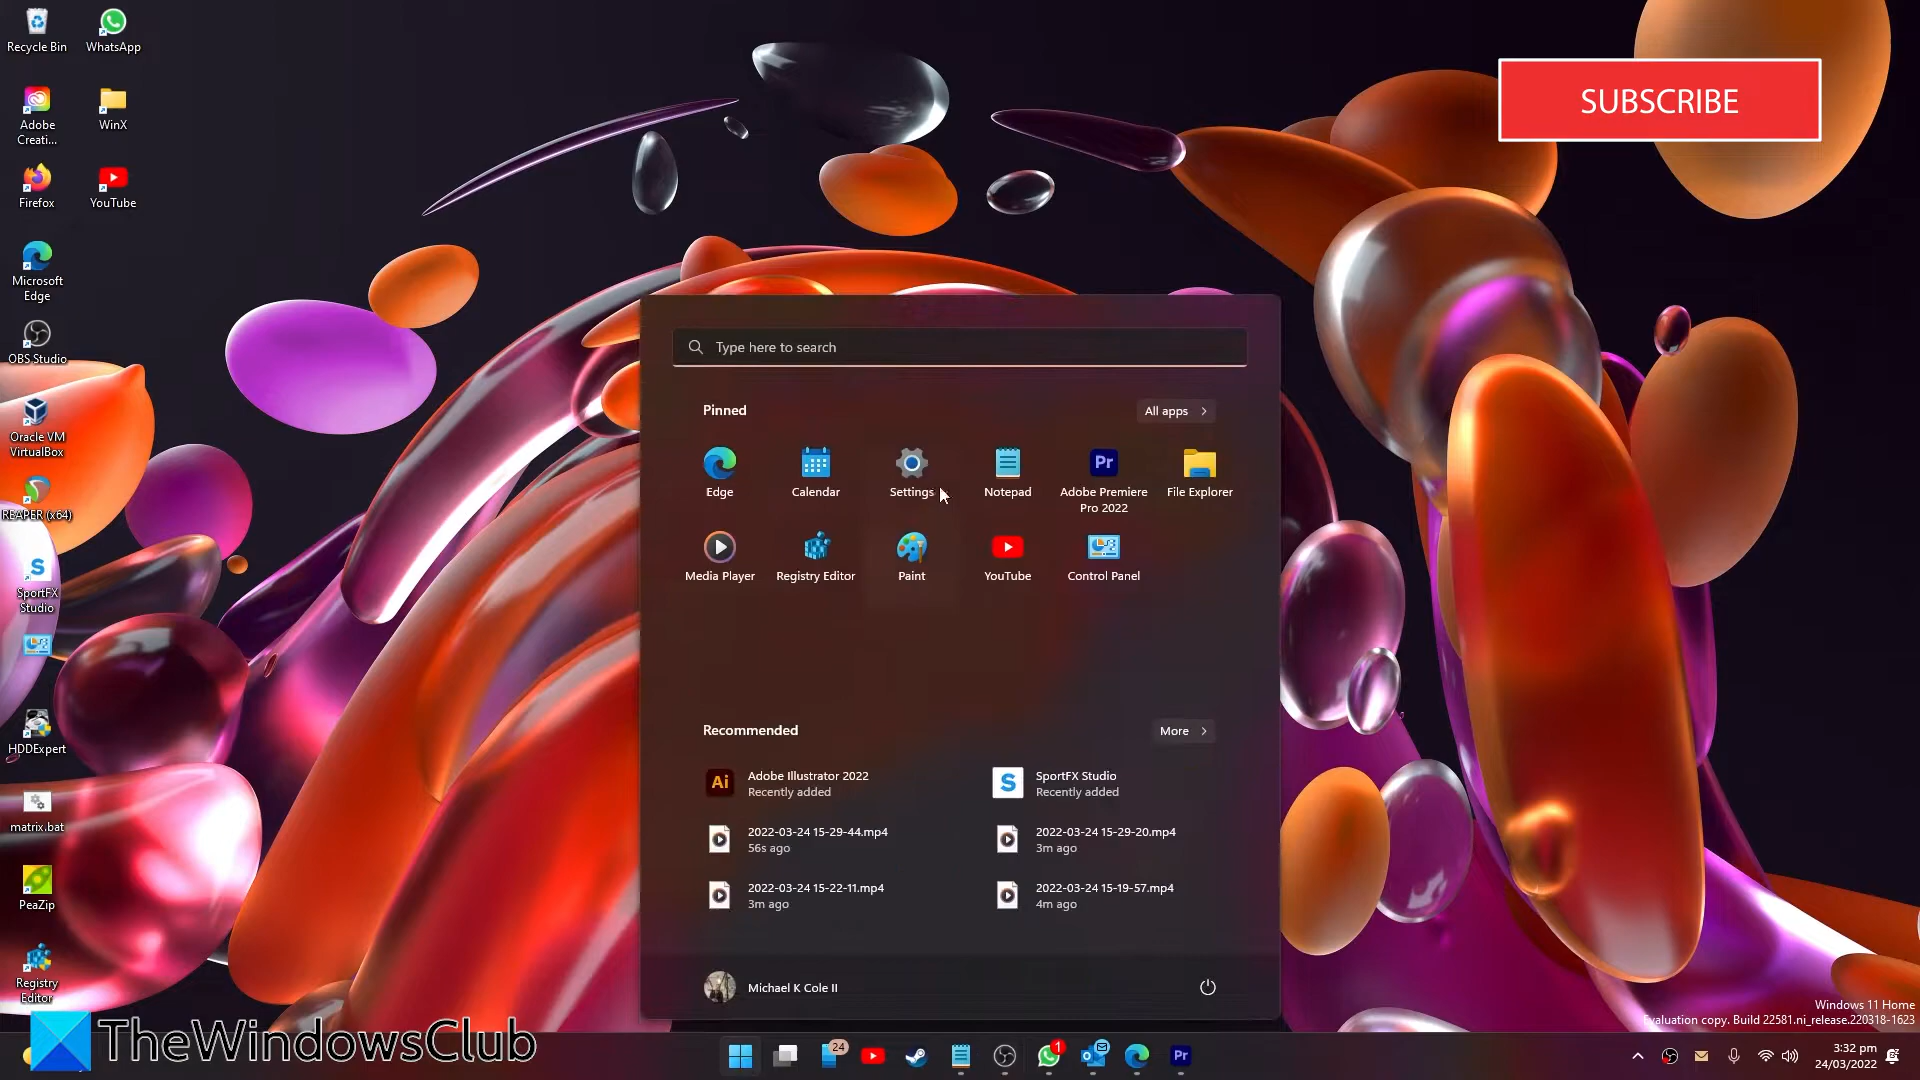 Recycle Bin
WhatsApp
Adobe
Creati...
WinX
Firefox
YouTube
Microsoft
Edge
OBS Studio
Oracle VM
VirtualBox
REAPER (x64)
SportFX
Studio
HDDExpert
matrix.bat
PeaZip
Registry
Editor
SUBSCRIBE
Type here to search
Pinned
All apps
Edge
Calendar
Settings
Notepad
Pr
Adobe Premiere
Pro 2022
File Explorer
Media Player
Registry Editor
Paint
YouTube
Control Panel
Recommended
More
Ai
Adobe Illustrator 2022
Recently added
S
SportFX Studio
Recently added
2022-03-24 15-29-44.mp4
56s ago
2022-03-24 15-29-20.mp4
3m ago
2022-03-24 15-22-11.mp4
3m ago
2022-03-24 15-19-57.mp4
4m ago
Michael K Cole II
Windows 11 Home
Evaluation copy. Build 22581.ni_release.220318-1623
TheWindowsClub
24
1
Pr
3:32 pm
24/03/2022